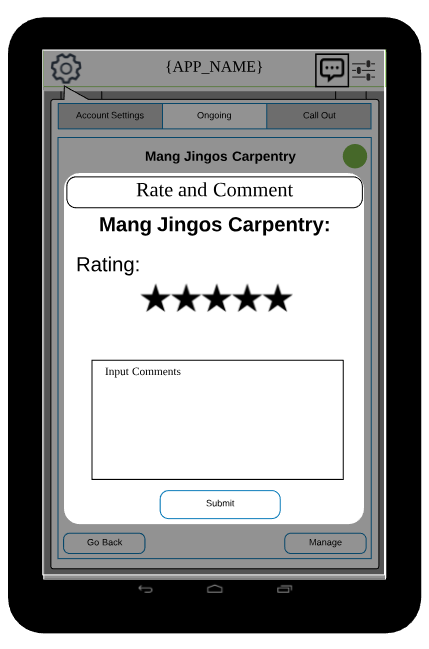 {APP_NAME}
Account Settings
Ongoing
Call Out
Mang Jingos Carpentry
Rate and Comment
Mang Jingos Carpentry:
Rating:
Input Comments
Submit
Go Back
Manage